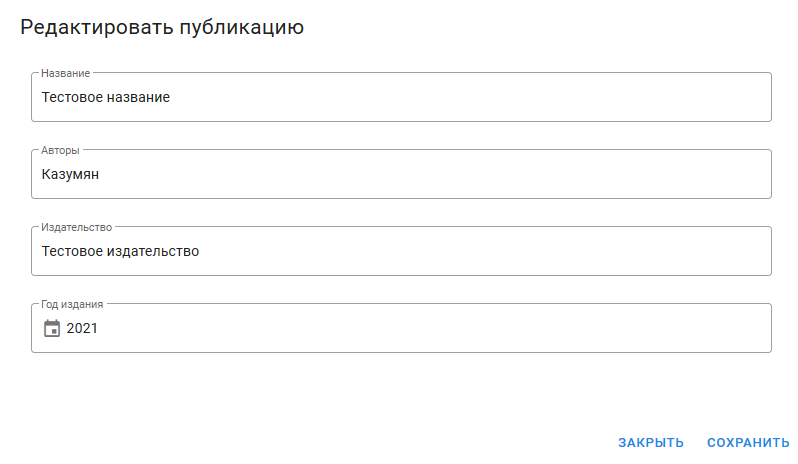 Редактировать публикацию
Название
Тестовое название
Авторы
Казумян
Издательство
Тестовое издательство
Год издания
2021
ЗАКРЫТЬ СОХРАНИТЬ